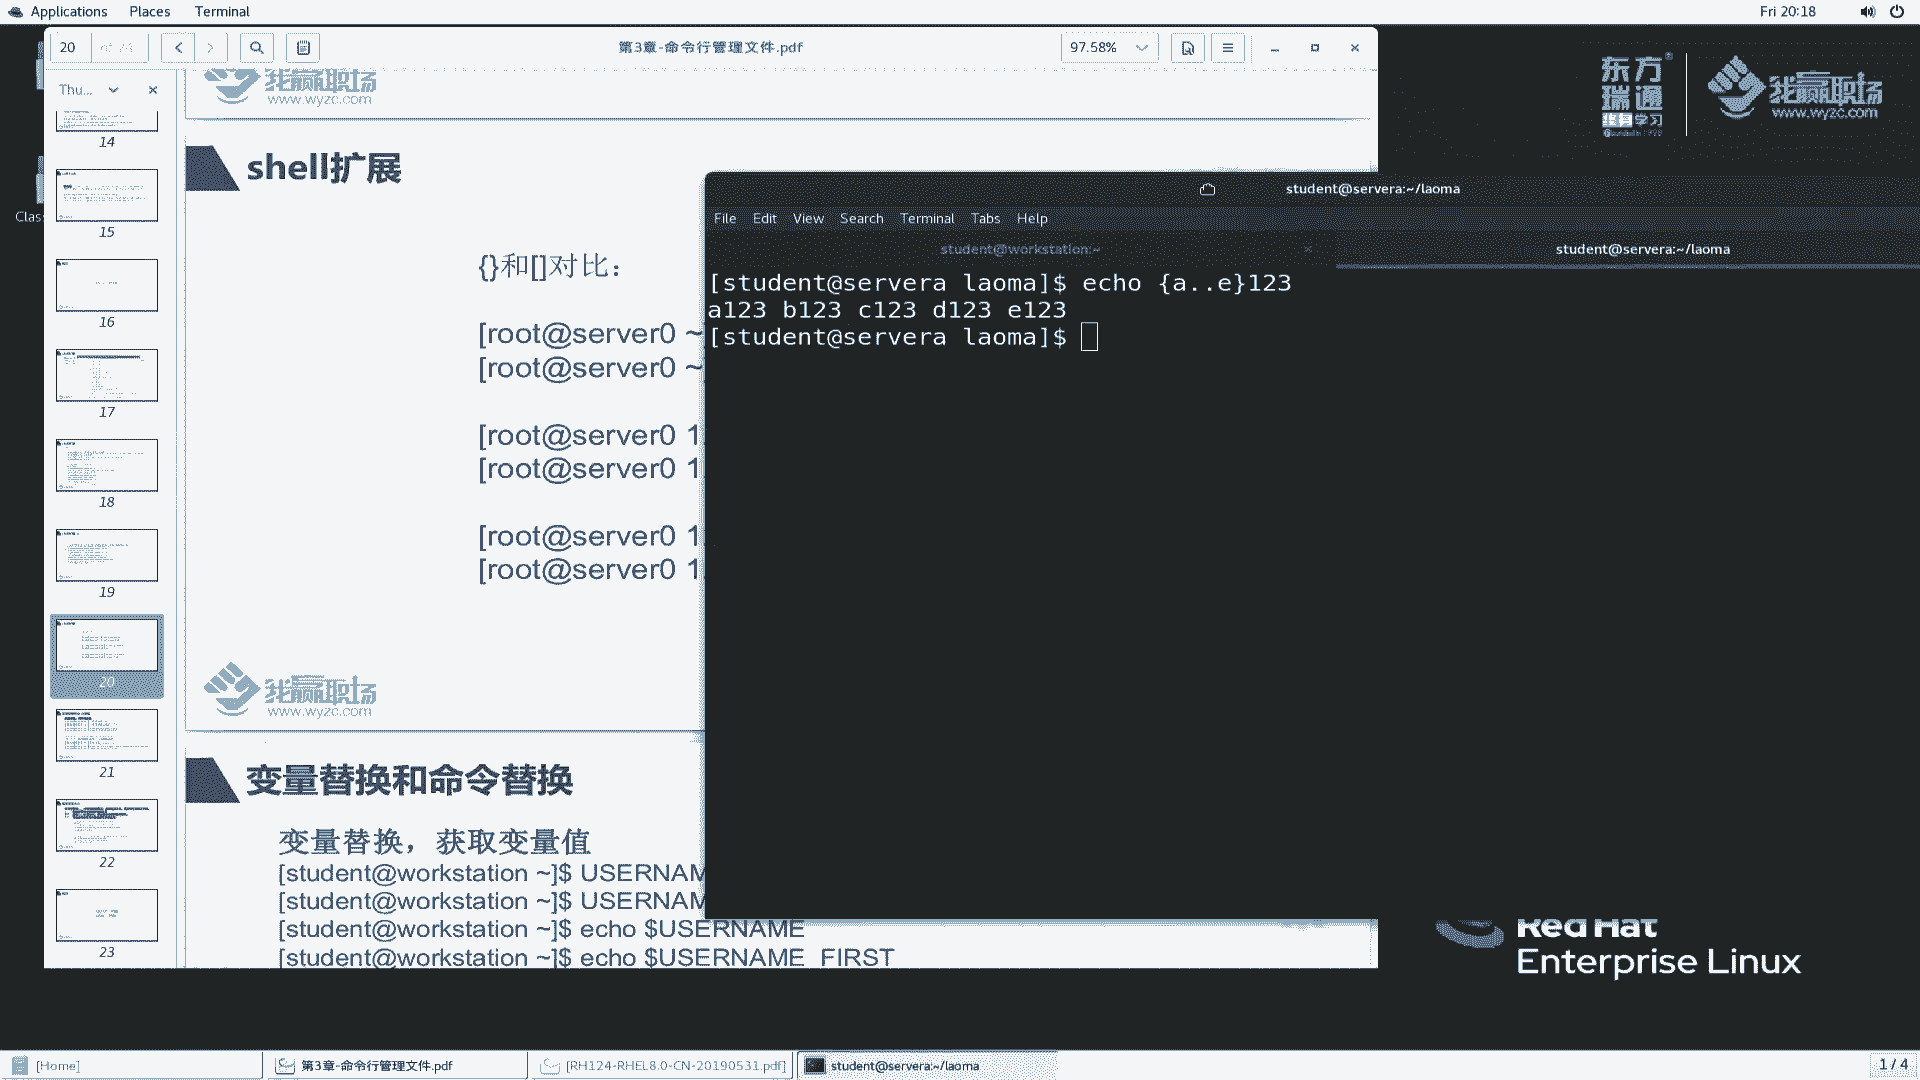 Applications Places Terminal
Fri 20:18
20 of 74
第3章-命令行管理文件.pdf
97.58%
Thu...
14
15
16
17
18
19
20
21
22
23
Clas
我赢职场
www.wyzc.com
shell扩展
{}和[]对比：
[root@server0 ~
[root@server0 ~
[root@server0 1
[root@server0 1
[root@server0 1
[root@server0 1
我赢职场
www.wyzc.com
变量替换和命令替换
变量替换，获取变量值
[student@workstation ~]$ USERNAM
[student@workstation ~]$ USERNAM
[student@workstation ~]$ echo $USERNAME
[student@workstation ~]$ echo $USERNAME_FIRST
东方
瑞通
终身学习
我赢职场
www.wyzc.com
student@servera:~/laoma
File Edit View Search Terminal Tabs Help
student@workstation:~
student@servera:~/laoma
[student@servera laoma]$ echo {a..e}123
a123 b123 c123 d123 e123
[student@servera laoma]$
Red Hat
Enterprise Linux
[Home]
第3章-命令行管理文件.pdf
[RH124-RHEL8.0-CN-20190531.pdf]
student@servera:~/laoma
1 / 4